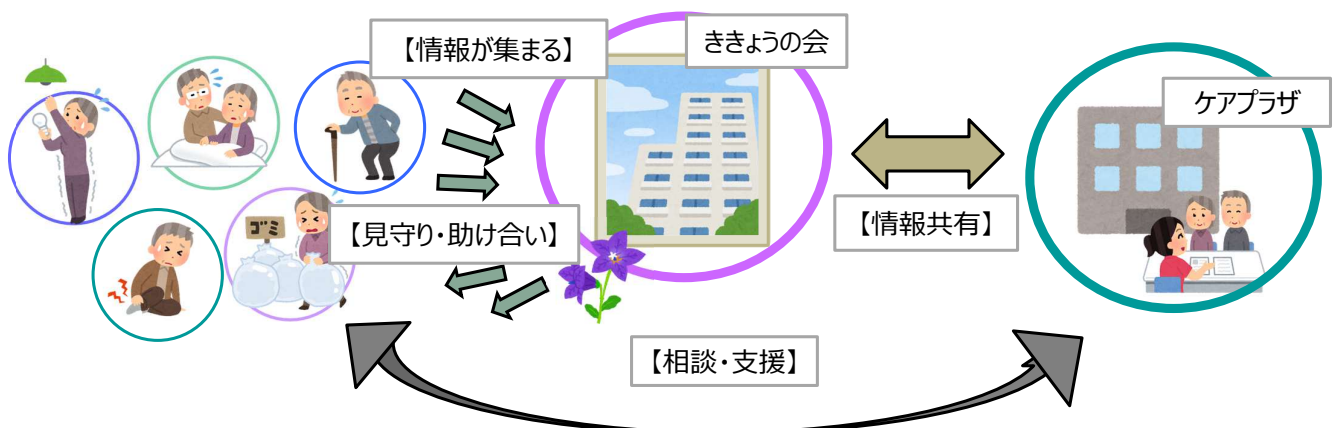 【情報が集まる】
ききょうの会
ケアプラザ
【見守り・助け合い】
ゴミ
【情報共有】
【相談・支援】